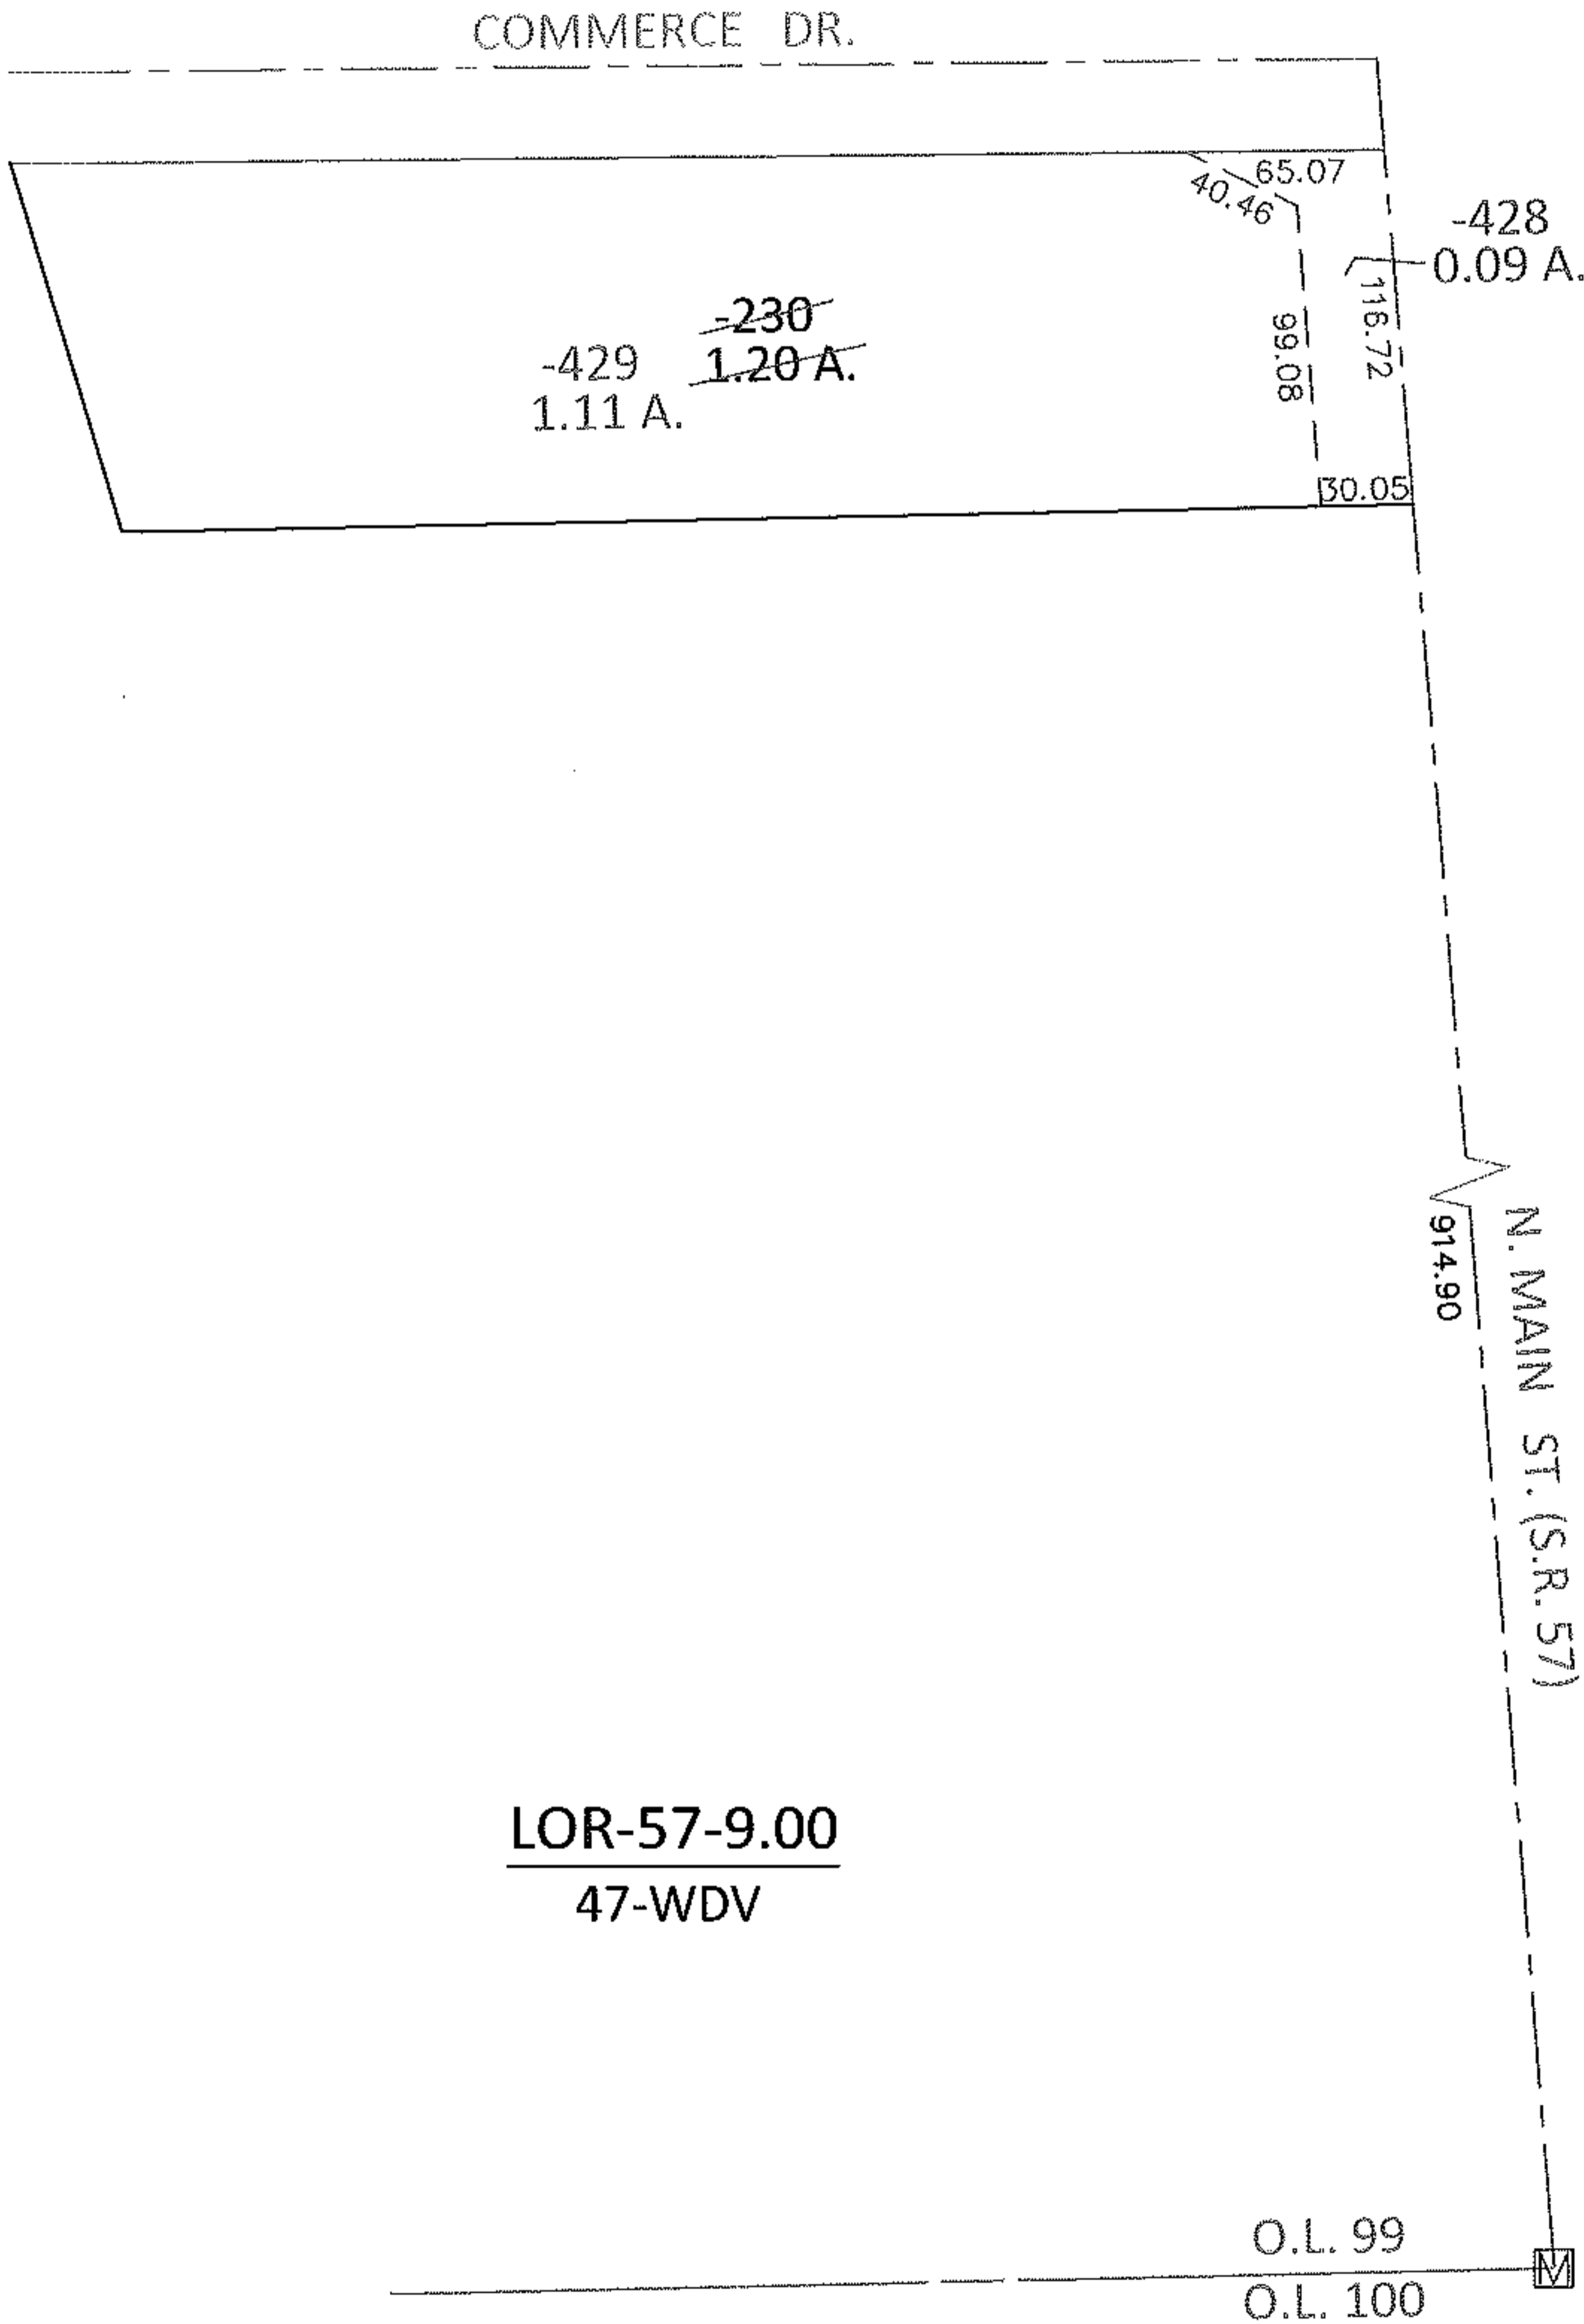 COMMERCE DR.
65.07
40.46
-428
0.09 A.
116.72
99.08
-230
1.20 A.
-429
1.11 A.
30.05
914.90
N. MAIN ST. (S.R. 57)
LOR-57-9.00
47-WDV
O.L. 99
M
O.L. 100